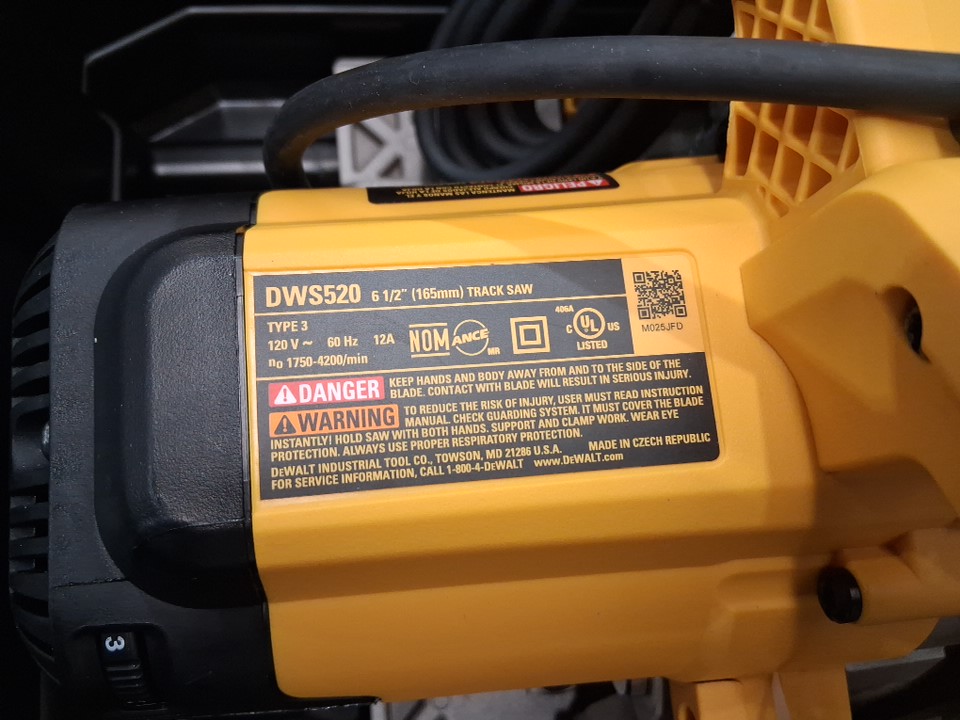 PELIGRO
MANTENGA LAS MANOS Y EL
DWS520 6 1/2" (165mm) TRACK SAW
TYPE 3
120 V ~ 60 Hz 12A
n0 1750-4200/min
NOM ANCE MR
406A
C UL US
LISTED
M025JFD
DANGER KEEP HANDS AND BODY AWAY FROM AND TO THE SIDE OF THE
BLADE. CONTACT WITH BLADE WILL RESULT IN SERIOUS INJURY.
WARNING TO REDUCE THE RISK OF INJURY, USER MUST READ INSTRUCTION
MANUAL. CHECK GUARDING SYSTEM. IT MUST COVER THE BLADE
INSTANTLY! HOLD SAW WITH BOTH HANDS. SUPPORT AND CLAMP WORK. WEAR EYE
PROTECTION. ALWAYS USE PROPER RESPIRATORY PROTECTION.
MADE IN CZECH REPUBLIC
DEWALT INDUSTRIAL TOOL CO., TOWSON, MD 21286 U.S.A.
FOR SERVICE INFORMATION, CALL 1-800-4-DEWALT www.DEWALT.com
3